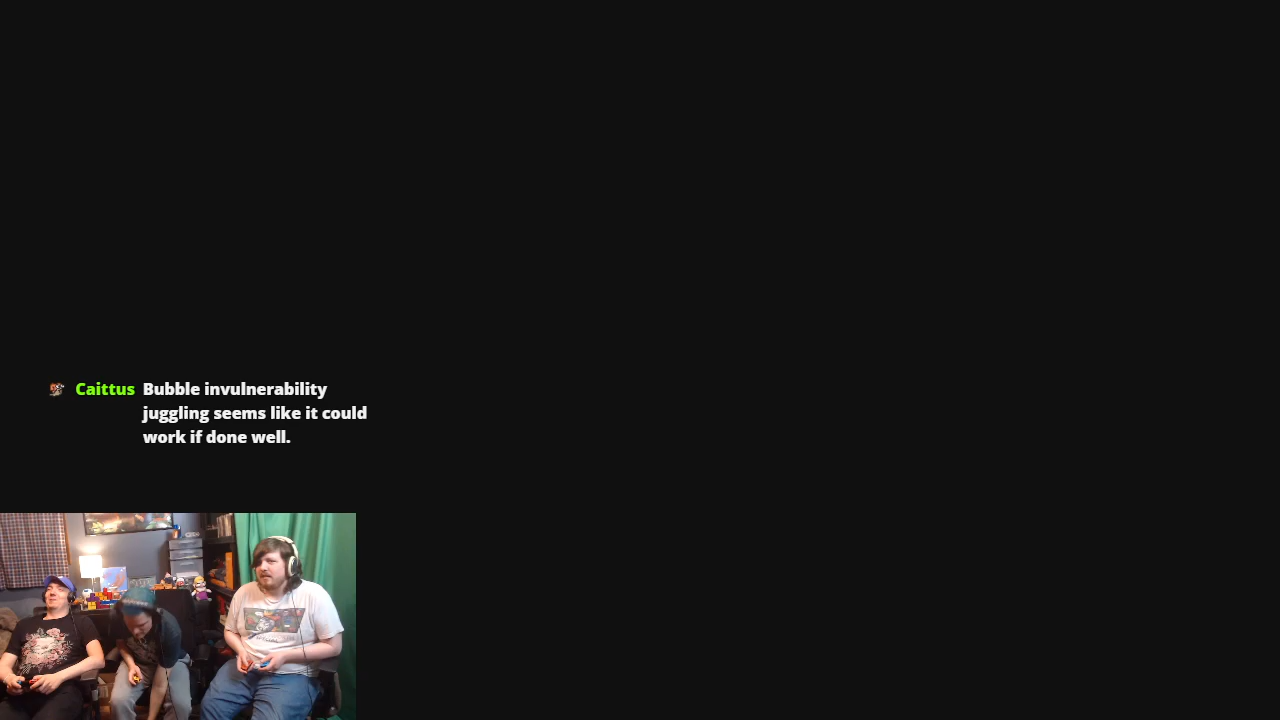 Caittus Bubble invulnerability
juggling seems like it could
work if done well.